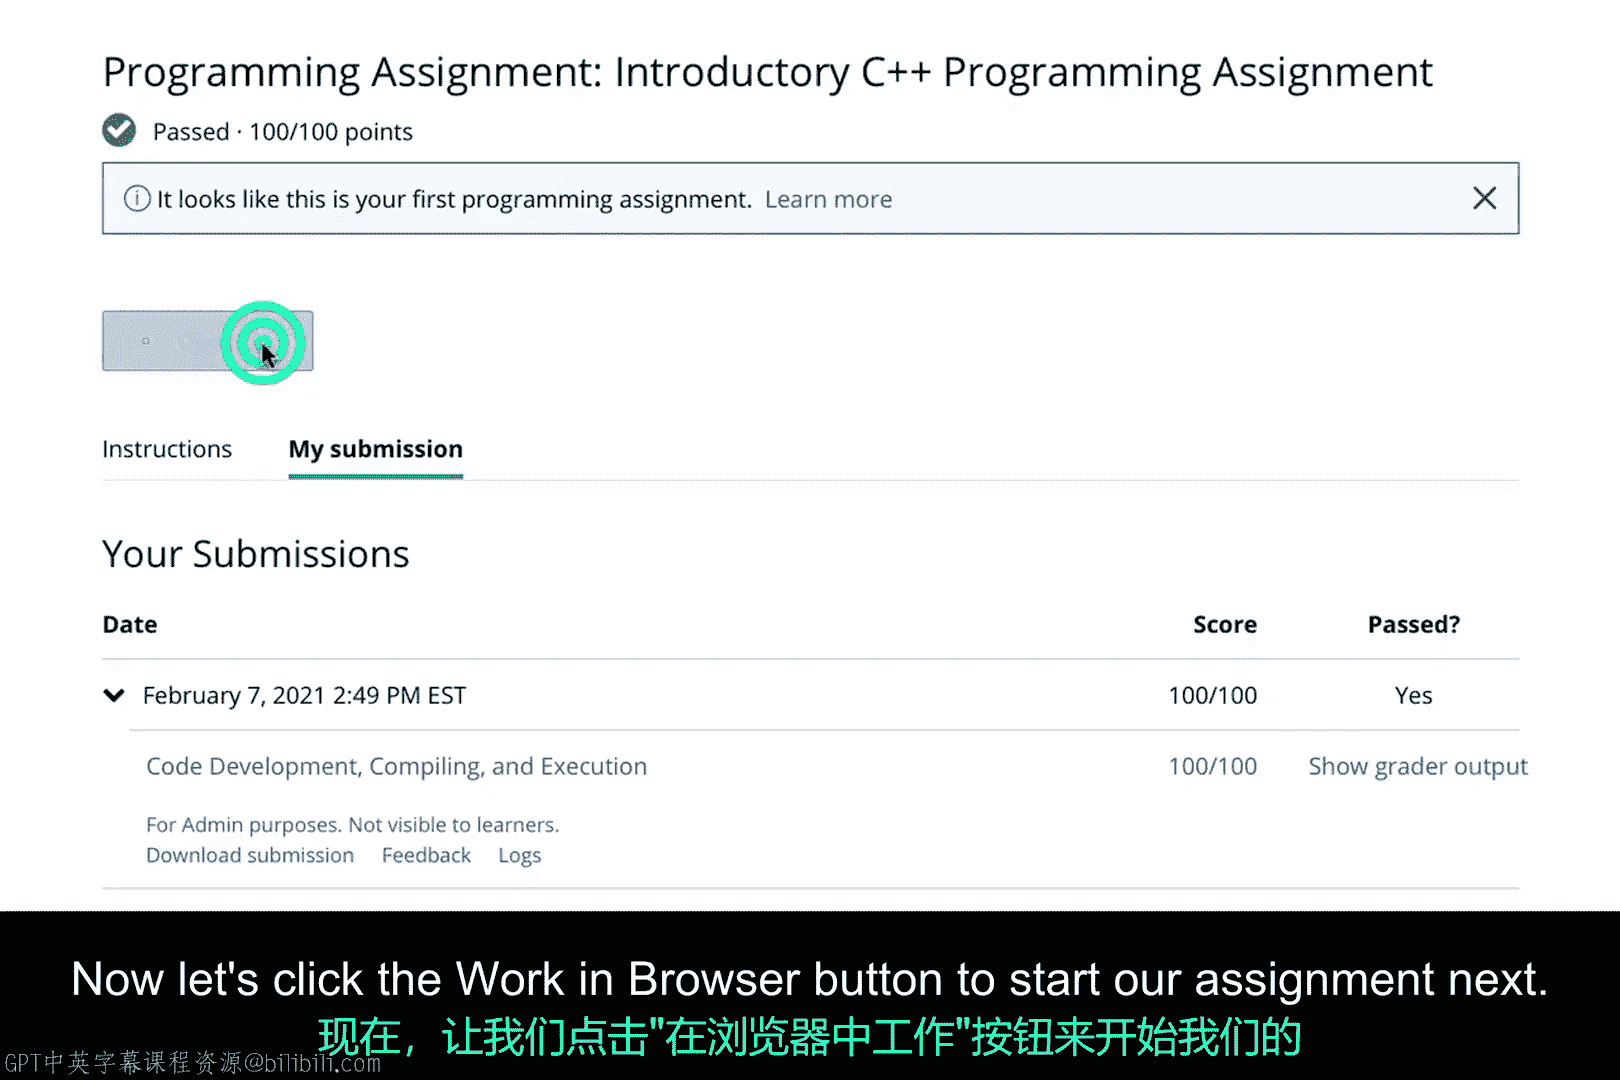 Programming Assignment: Introductory C++ Programming Assignment
Passed · 100/100 points
It looks like this is your first programming assignment. Learn more
Instructions My submission
Your Submissions
Date Score Passed?
February 7, 2021 2:49 PM EST 100/100 Yes
Code Development, Compiling, and Execution 100/100 Show grader output
For Admin purposes. Not visible to learners.
Download submission Feedback Logs
Now let's click the Work in Browser button to start our assignment next.
现在，让我们点击"在浏览器中工作"按钮来开始我们的
GPT中英字幕课程资源@bilibili.com